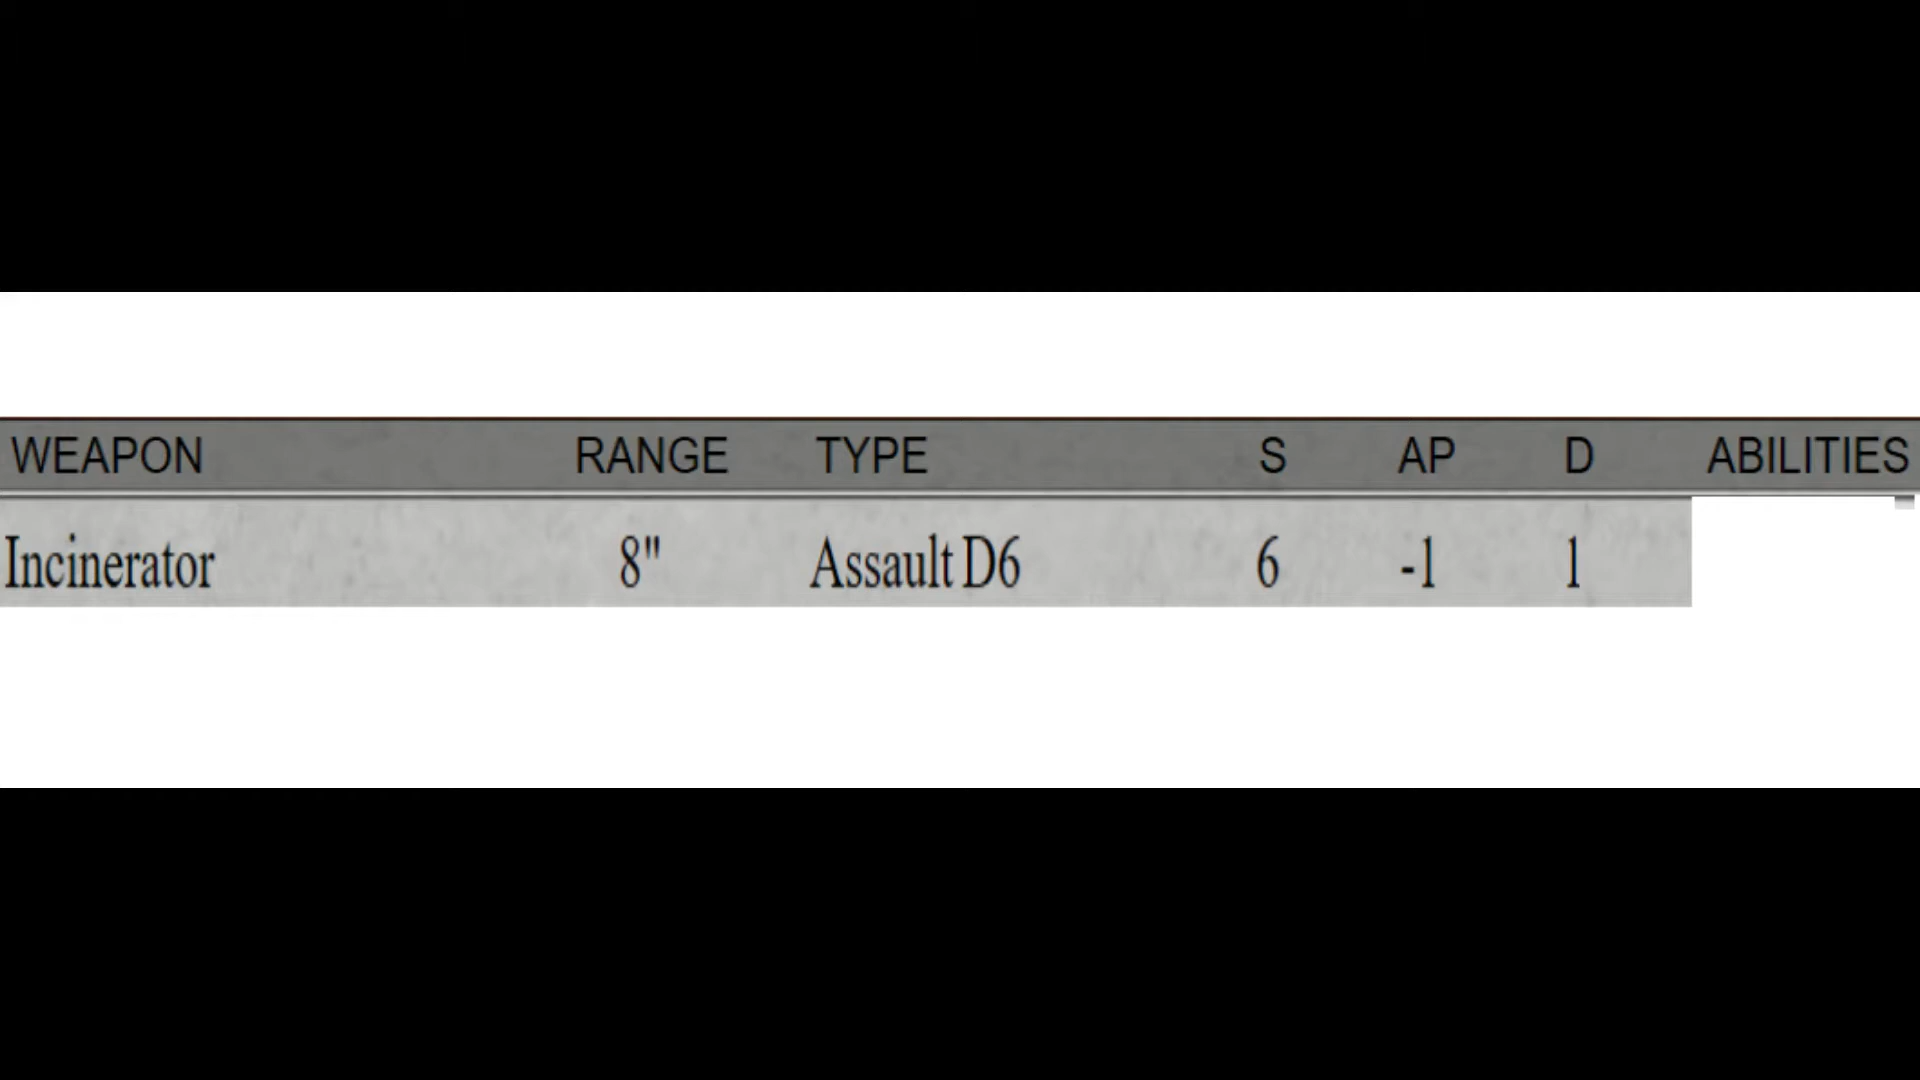 WEAPON RANGE TYPE S AP D ABILITIES
Incinerator 8" Assault D6 6 -1 1